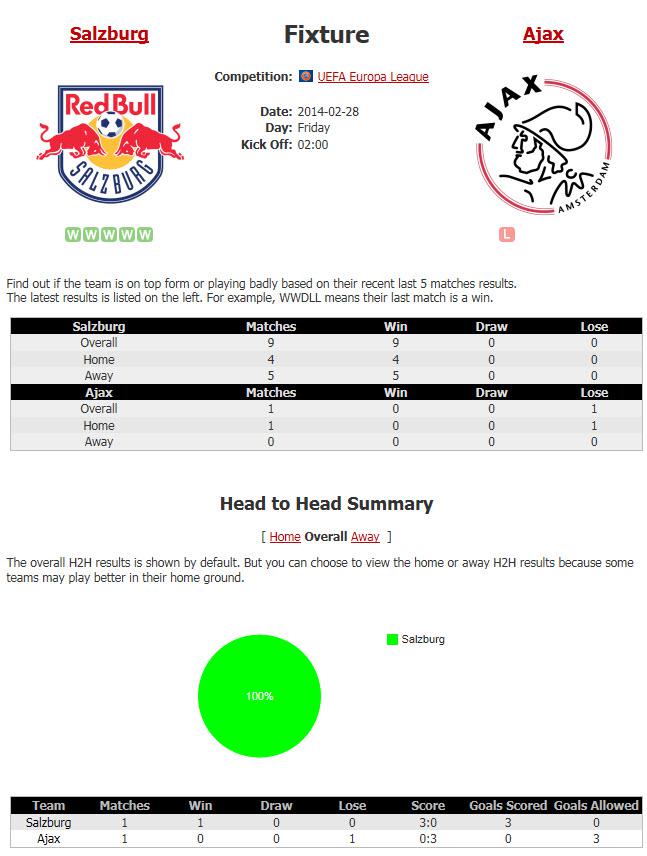 Salzburg Fixture Ajax
Competition: UEFA Europa League
Date: 2014-02-28
Day: Friday
Kick Off: 02:00
Red Bull
SALZBURG
AJAX
AMSTERDAM
W W W W W L
Find out if the team is on top form or playing badly based on their recent last 5 matches results.
The latest results is listed on the left. For example, WWDLL means their last match is a win.
Salzburg Matches Win Draw Lose
Overall 9 9 0 0
Home 4 4 0 0
Away 5 5 0 0
Ajax Matches Win Draw Lose
Overall 1 0 0 1
Home 1 0 0 1
Away 0 0 0 0
Head to Head Summary
[ Home Overall Away ]
The overall H2H results is shown by default. But you can choose to view the home or away H2H results because some
teams may play better in their home ground.
Salzburg
100%
Team Matches Win Draw Lose Score Goals Scored Goals Allowed
Salzburg 1 1 0 0 3:0 3 0
Ajax 1 0 0 1 0:3 0 3